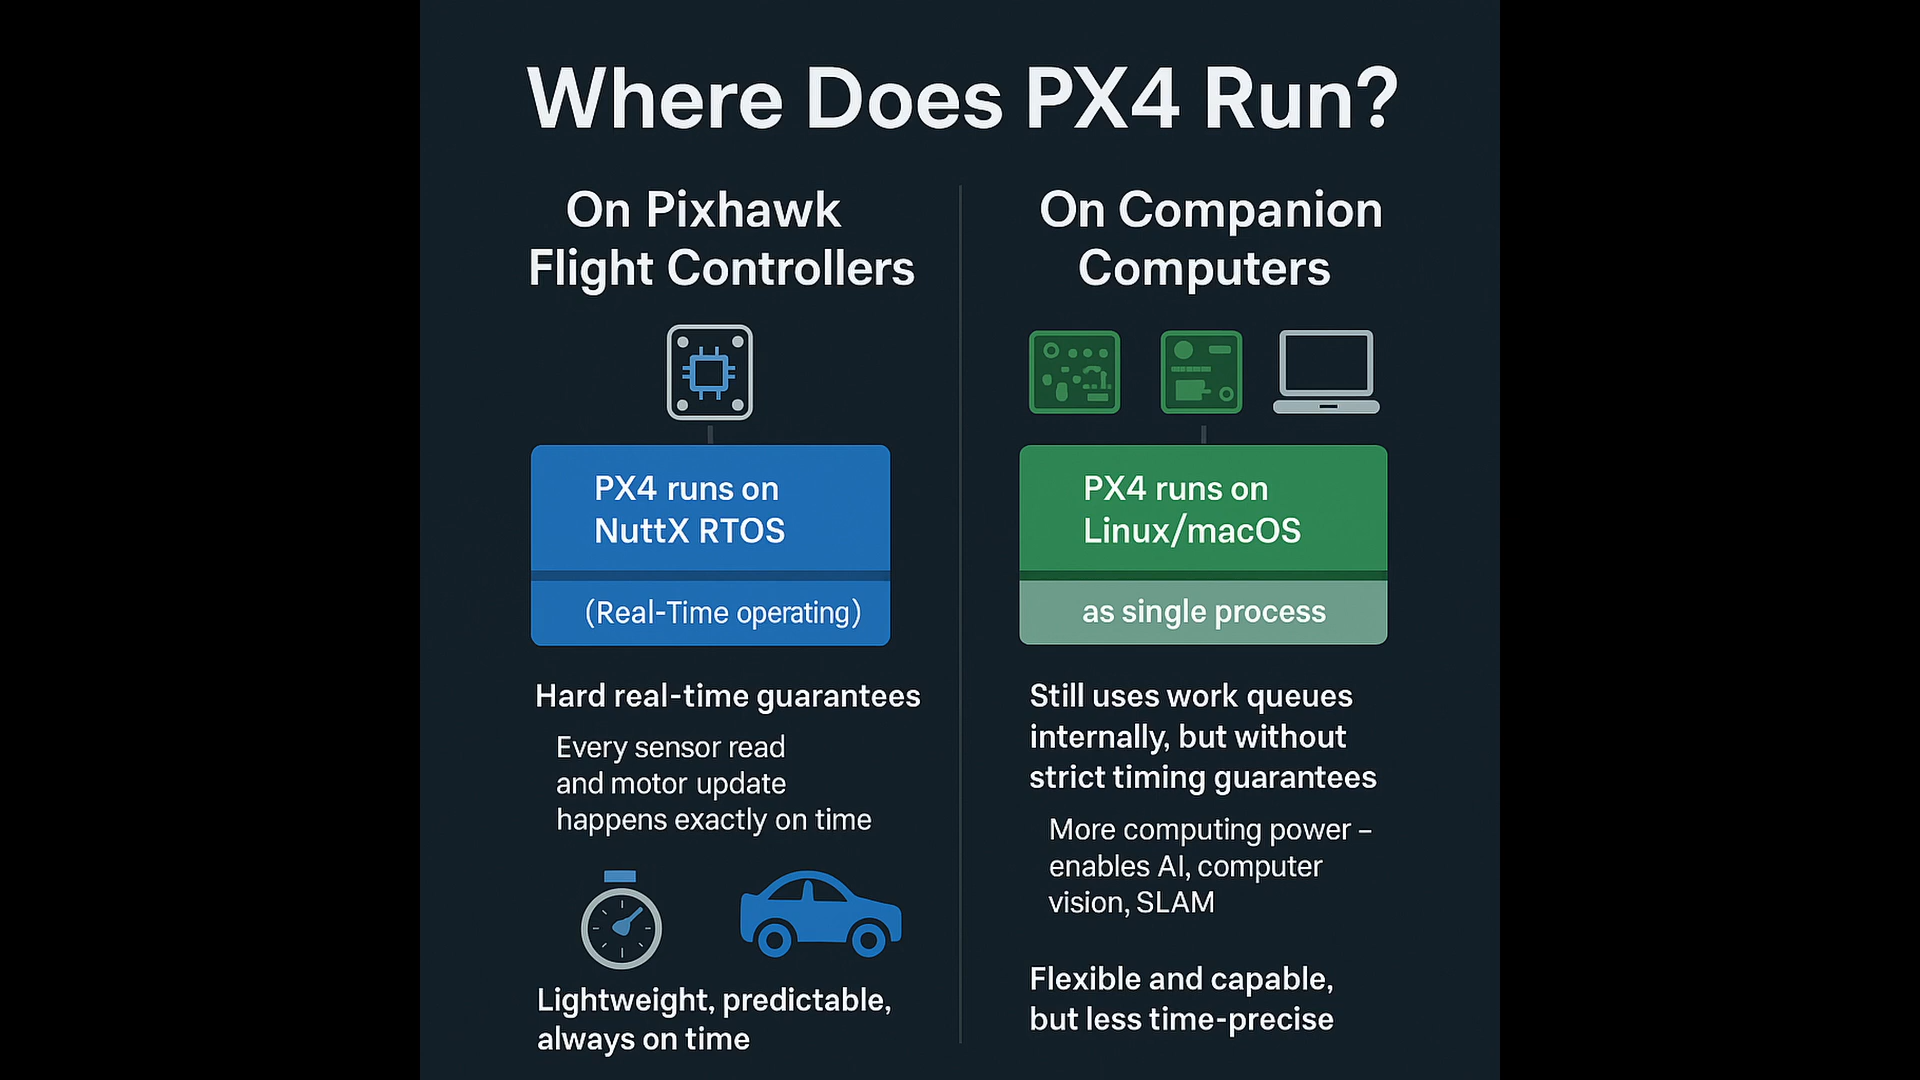 Where Does PX4 Run?
On Pixhawk
Flight Controllers
PX4 runs on
NuttX RTOS
(Real-Time operating)
Hard real-time guarantees
Every sensor read
and motor update
happens exactly on time
Lightweight, predictable,
always on time
On Companion
Computers
PX4 runs on
Linux/macOS
as single process
Still uses work queues
internally, but without
strict timing guarantees
More computing power –
enables AI, computer
vision, SLAM
Flexible and capable,
but less time-precise